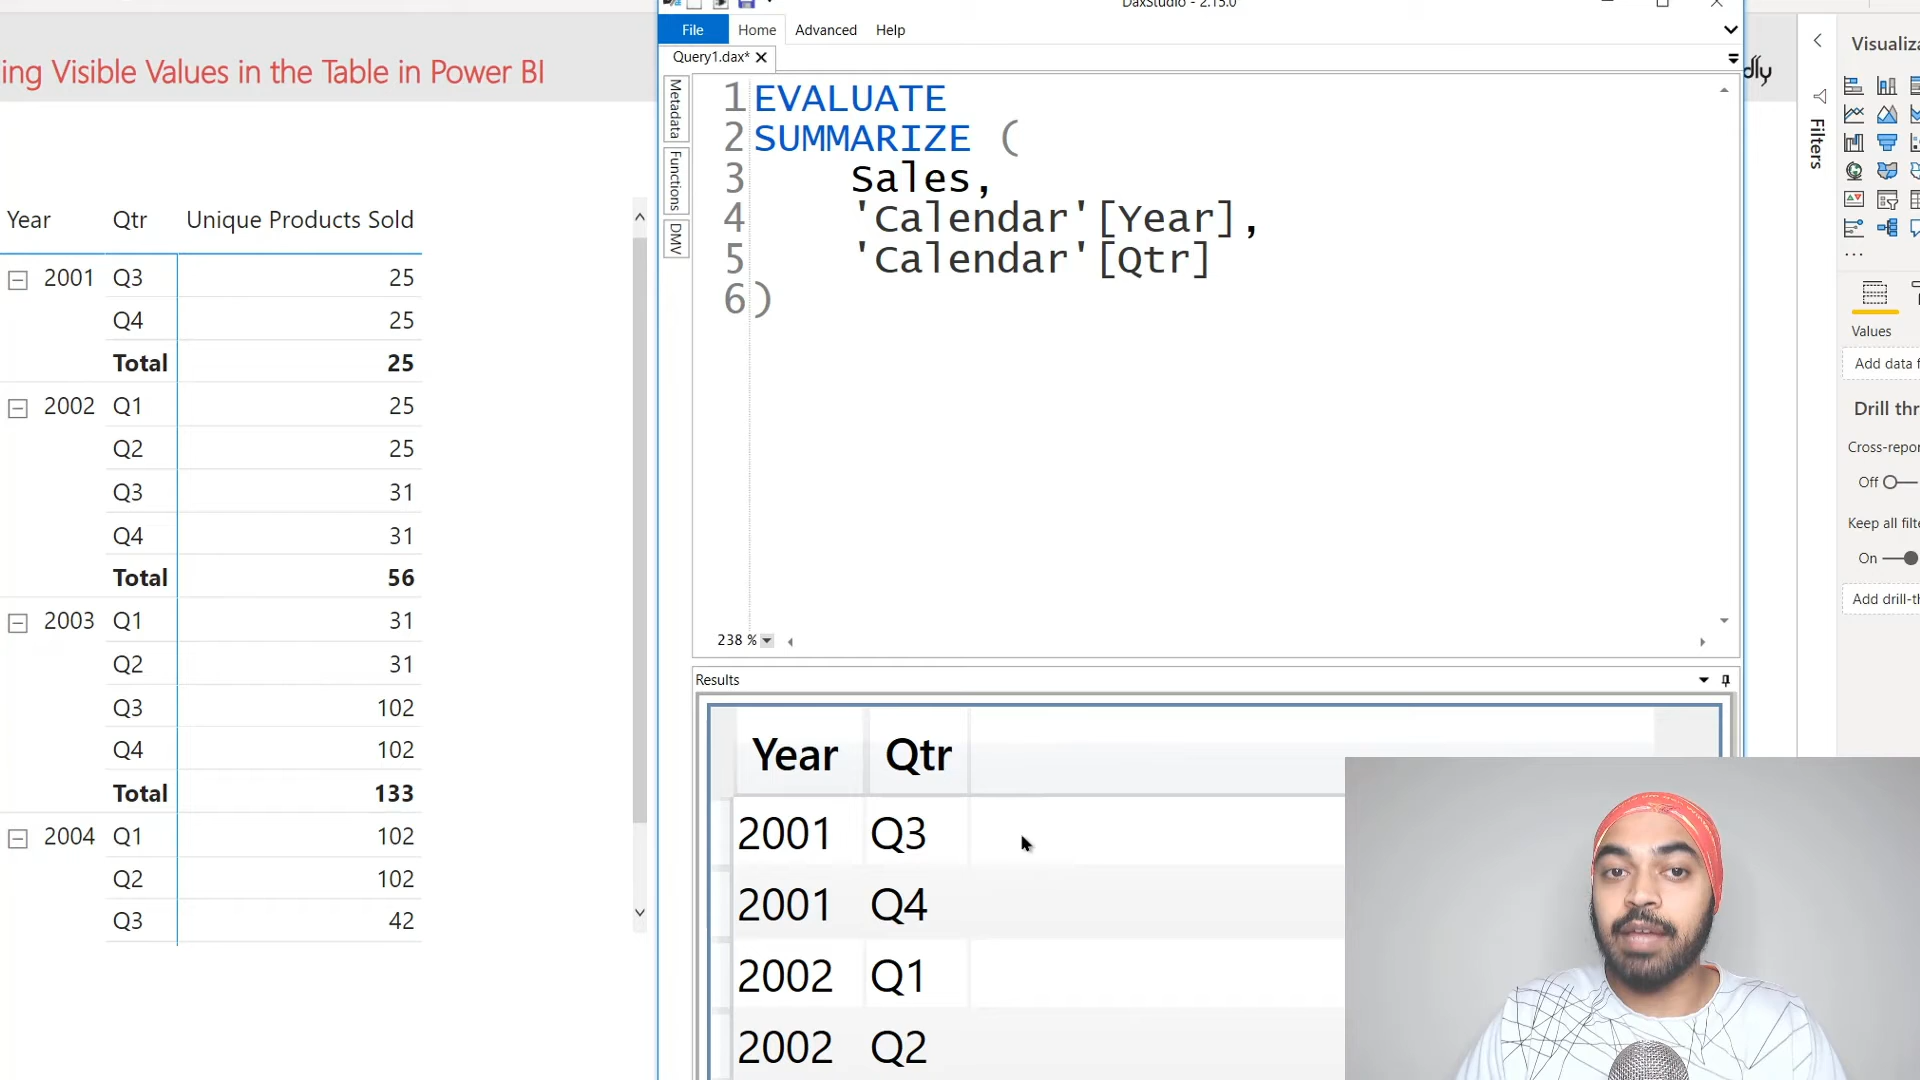 DaxStudio - 2.15.0
File Home Advanced Help
Query1.dax*
ing Visible Values in the Table in Power BI
dly
Metadata
Functions
DMV
1 EVALUATE
2 SUMMARIZE (
3 Sales,
4 'Calendar'[Year],
5 'Calendar'[Qtr]
6 )
238 %
Year Qtr Unique Products Sold
2001 Q3 25
Q4 25
Total 25
2002 Q1 25
Q2 25
Q3 31
Q4 31
Total 56
2003 Q1 31
Q2 31
Q3 102
Q4 102
Total 133
2004 Q1 102
Q2 102
Q3 42
Results
Year Qtr
2001 Q3
2001 Q4
2002 Q1
2002 Q2
Filters
Visualiza
Values
Add data f
Drill thr
Cross-repor
Off
Keep all filte
On
Add drill-th